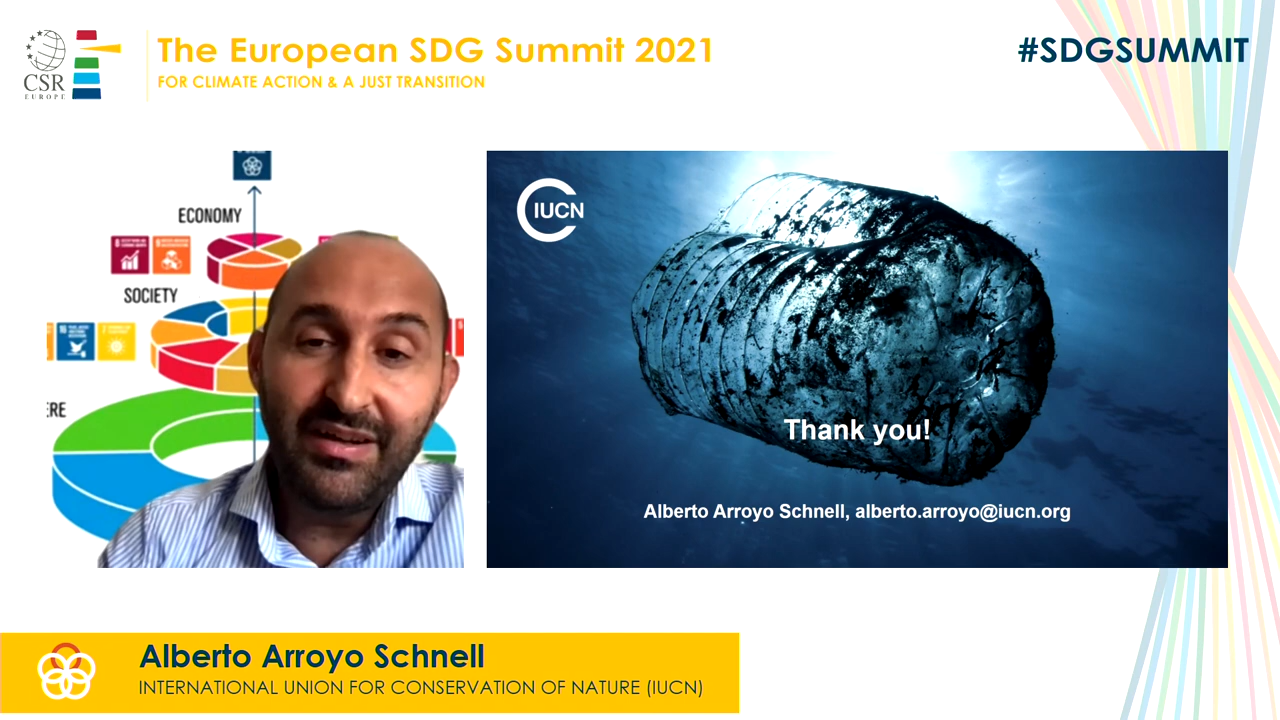 The European SDG Summit 2021
FOR CLIMATE ACTION & A JUST TRANSITION
#SDGSUMMIT
CSR
EUROPE
ECONOMY
SOCIETY
ERE
IUCN
Thank you!
Alberto Arroyo Schnell, alberto.arroyo@iucn.org
Alberto Arroyo Schnell
INTERNATIONAL UNION FOR CONSERVATION OF NATURE (IUCN)